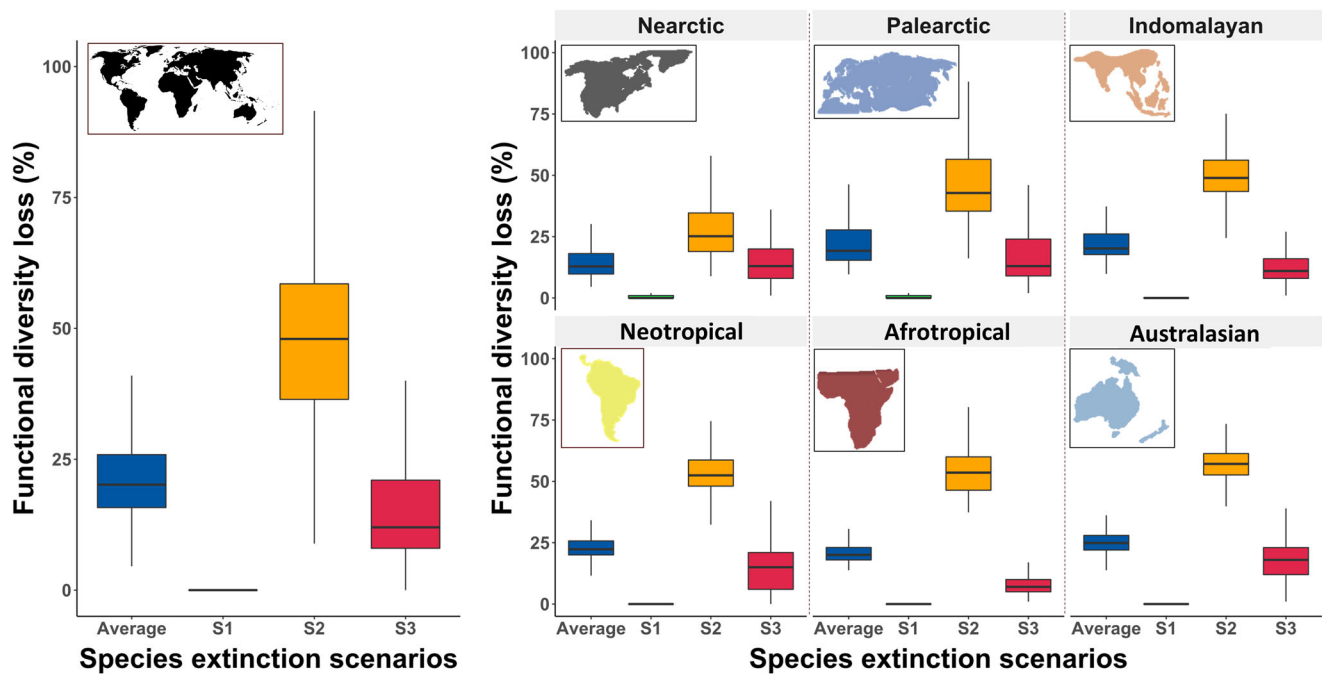 Nearctic Palearctic Indomalayan
Functional diversity loss (%)
100
75
50
25
0
Functional diversity loss (%)
100
75
50
25
0
Neotropical Afrotropical Australasian
100
75
50
25
0
Average S1 S2 S3
Average S1 S2 S3 Average S1 S2 S3 Average S1 S2 S3
Species extinction scenarios
Species extinction scenarios